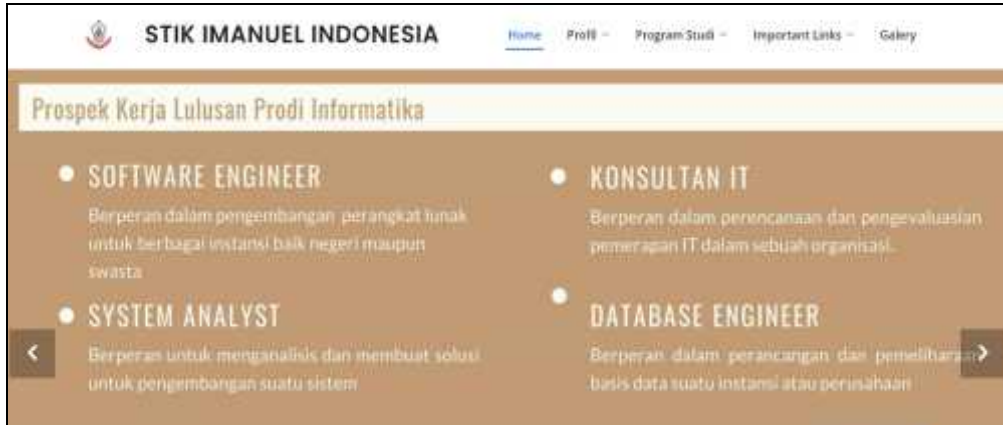 STIK IMANUEL INDONESIA
Home Profil Program Studi Important Links Galery
Prospek Kerja Lulusan Prodi Informatika
SOFTWARE ENGINEER
Berperan dalam pengembangan perangkat lunak
untuk berbagai instansi baik negeri maupun
swasta
SYSTEM ANALYST
Berperan untuk menganalisis dan membuat solusi
untuk pengembangan suatu sistem
KONSULTAN IT
Berperan dalam perencanaan dan pengevaluasian
pemerapan IT dalam sebuah organisasi.
DATABASE ENGINEER
Berperan dalam perancangan dan pemeliharaan
basis data suatu instansi atau perusahaan